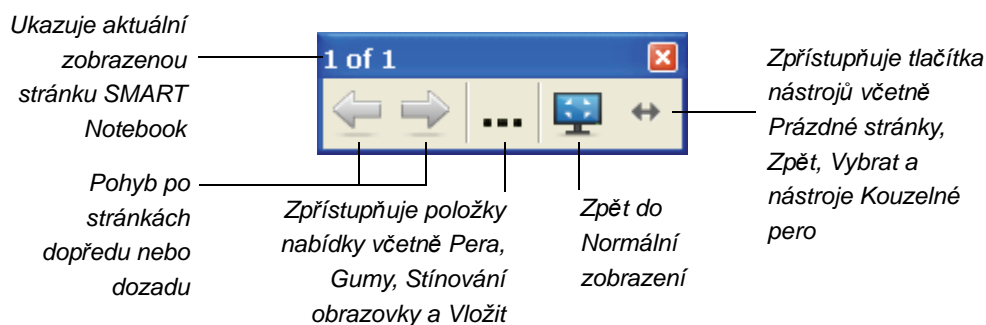 Ukazuje aktuální
zobrazenou
stránku SMART
Notebook
1 of 1
Zpřístupňuje tlačítka
nástrojů včetně
Prázdné stránky,
Zpět, Vybrat a
nástroje Kouzelné
pero
Pohyb po
stránkách
dopředu nebo
dozadu
Zpřístupňuje položky
nabídky včetně Pera,
Gumy, Stínování
obrazovky a Vložit
Zpět do
Normální
zobrazení